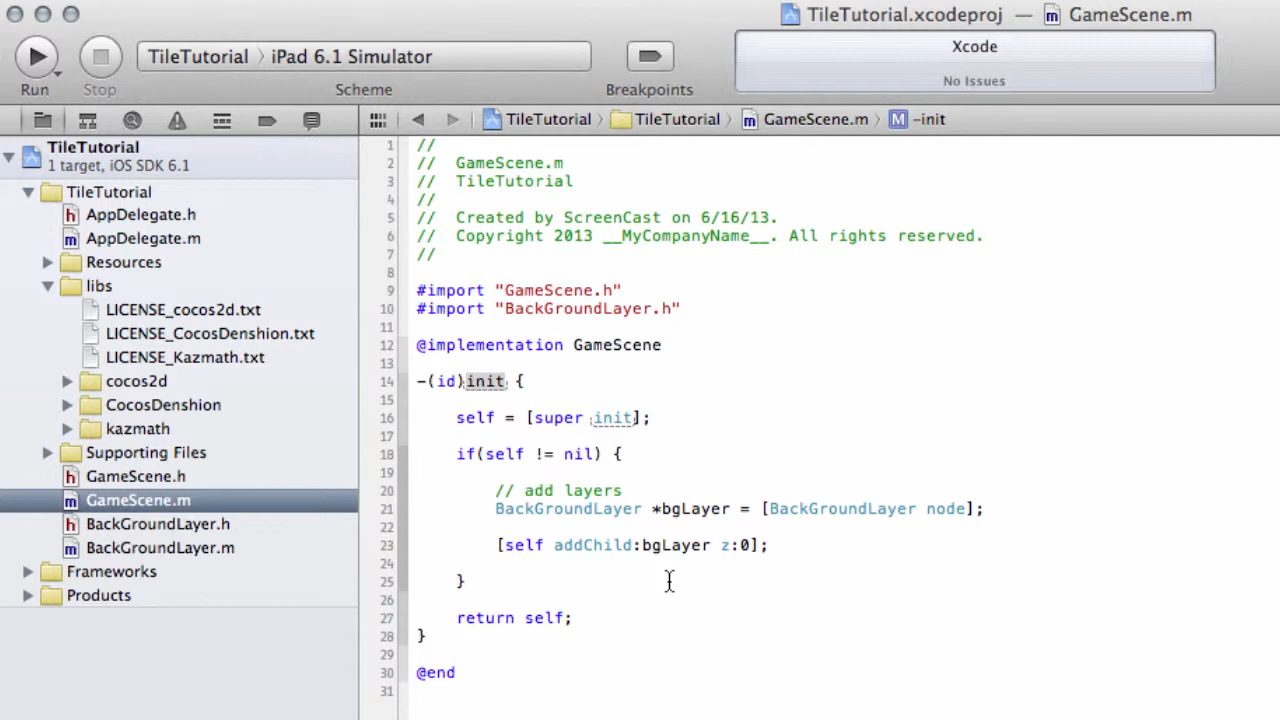 TileTutorial.xcodeproj — GameScene.m
TileTutorial 〉 iPad 6.1 Simulator
Xcode
No Issues
Run
Stop
Scheme
Breakpoints
TileTutorial 〉 TileTutorial 〉 GameScene.m 〉 M -init
TileTutorial
1 target, iOS SDK 6.1
TileTutorial
h AppDelegate.h
m AppDelegate.m
Resources
libs
LICENSE_cocos2d.txt
LICENSE_CocosDenshion.txt
LICENSE_Kazmath.txt
cocos2d
CocosDenshion
kazmath
Supporting Files
h GameScene.h
m GameScene.m
h BackGroundLayer.h
m BackGroundLayer.m
Frameworks
Products
1 //
2 //  GameScene.m
3 //  TileTutorial
4 //
5 //  Created by ScreenCast on 6/16/13.
6 //  Copyright 2013 __MyCompanyName__. All rights reserved.
7 //
8
9 #import "GameScene.h"
10 #import "BackGroundLayer.h"
11
12 @implementation GameScene
13
14 -(id)init {
15
16     self = [super init];
17
18     if(self != nil) {
19
20         // add layers
21         BackGroundLayer *bgLayer = [BackGroundLayer node];
22
23         [self addChild:bgLayer z:0];
24
25     }
26
27     return self;
28 }
29
30 @end
31